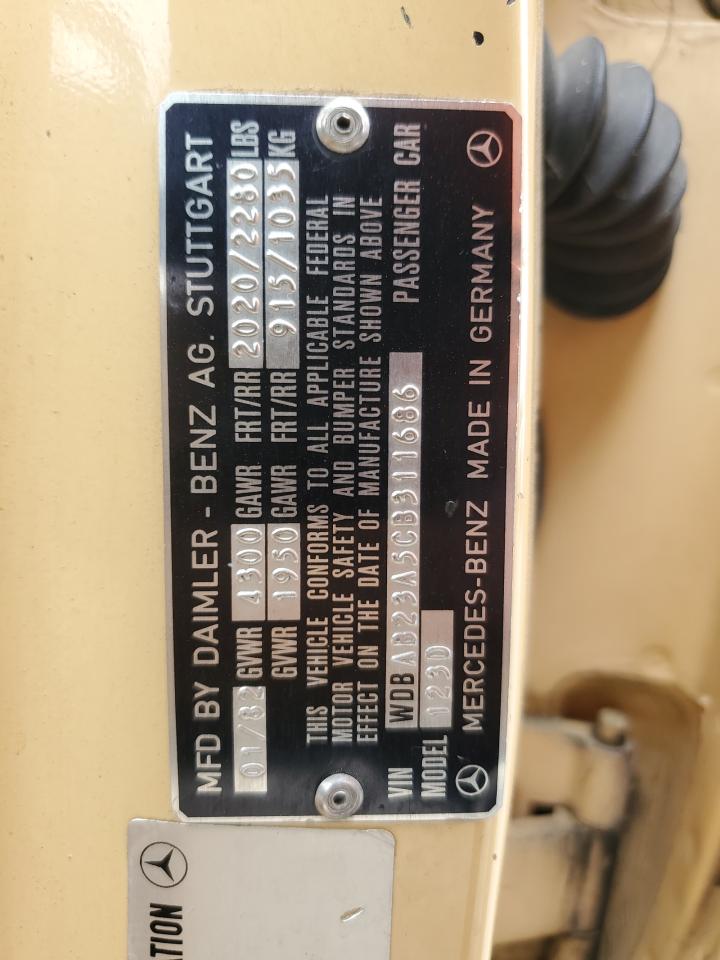 MFD BY DAIMLER - BENZ AG. STUTTGART
01/82 GVWR 4300 GAWR FRT/RR 2020/2280 LBS
GVWR 1950 GAWR FRT/RR 915/1035 KG
THIS VEHICLE CONFORMS TO ALL APPLICABLE FEDERAL
MOTOR VEHICLE SAFETY AND BUMPER STANDARDS IN
EFFECT ON THE DATE OF MANUFACTURE SHOWN ABOVE
VIN WDB AB23A5CB311686 PASSENGER CAR
MODEL 123D
MERCEDES-BENZ MADE IN GERMANY
ATION